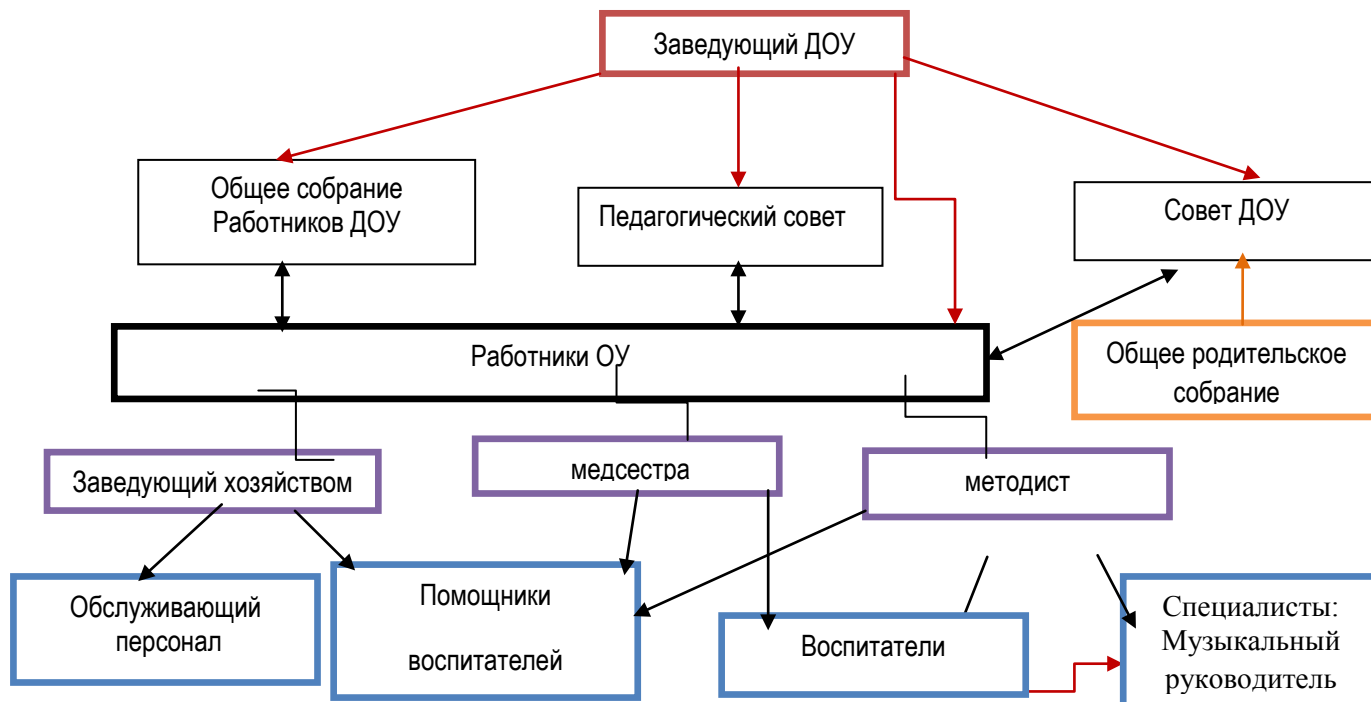 Заведующий ДОУ
Общее собрание
Работников ДОУ
Педагогический совет
Совет ДОУ
Работники ОУ
Общее родительское
собрание
Заведующий хозяйством
медсестра
методист
Обслуживающий
персонал
Помощники
воспитателей
Воспитатели
Специалисты:
Музыкальный
руководитель